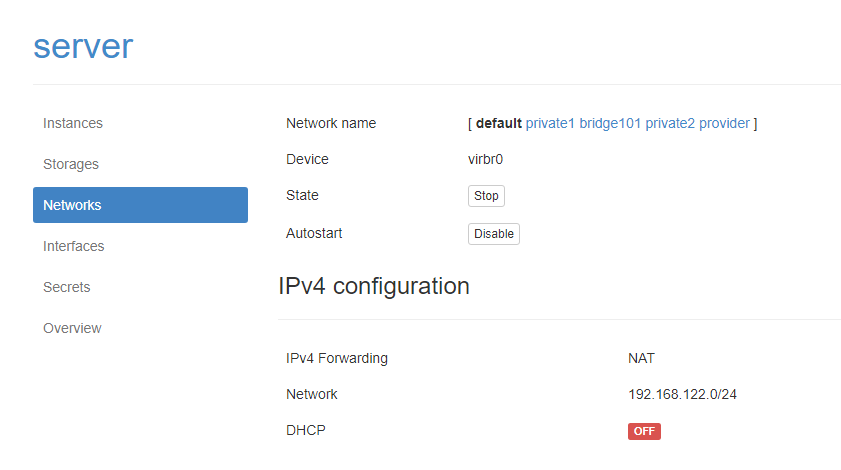 server
Instances
Storages
Networks
Interfaces
Secrets
Overview
Network name [ default private1 bridge101 private2 provider ]
Device virbr0
State Stop
Autostart Disable
IPv4 configuration
IPv4 Forwarding NAT
Network 192.168.122.0/24
DHCP OFF